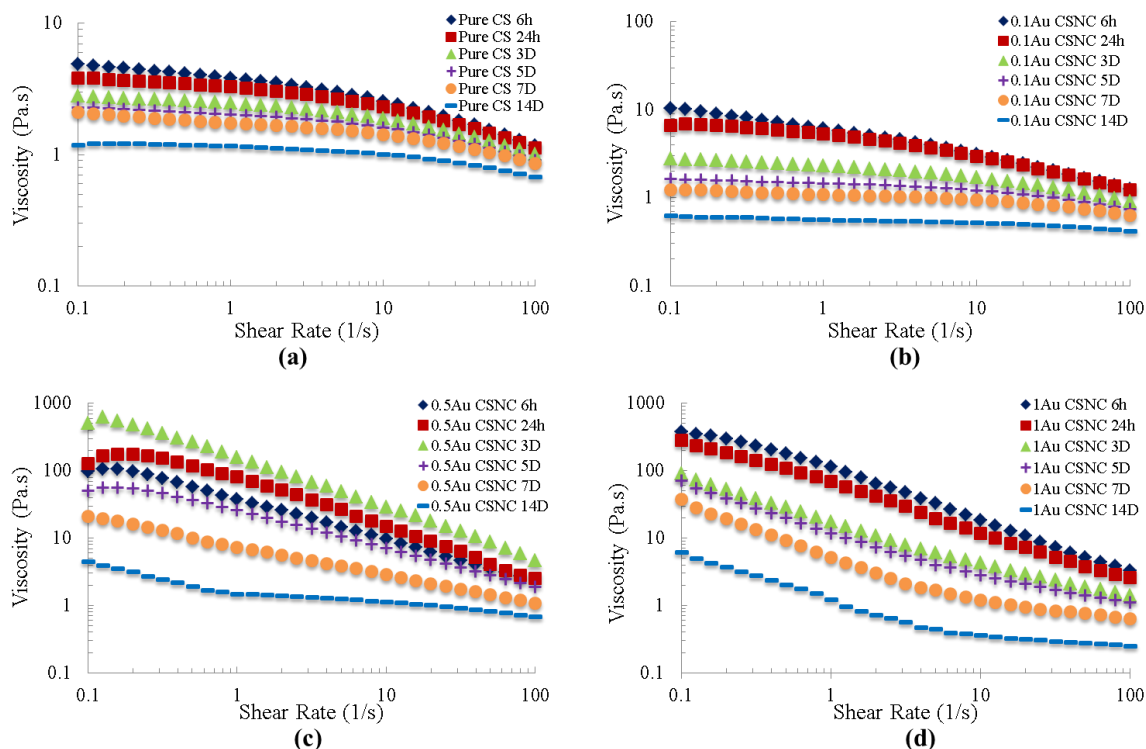 10
1
0.1
Viscosity (Pa.s)
0.1 1 10 100
Shear Rate (1/s)
Pure CS 6h
Pure CS 24h
Pure CS 3D
Pure CS 5D
Pure CS 7D
Pure CS 14D
(a)
100
10
1
0.1
Viscosity (Pa.s)
0.1 1 10 100
Shear Rate (1/s)
0.1Au CSNC 6h
0.1Au CSNC 24h
0.1Au CSNC 3D
0.1Au CSNC 5D
0.1Au CSNC 7D
0.1Au CSNC 14D
(b)
1000
100
10
1
0.1
Viscosity (Pa.s)
0.1 1 10 100
Shear Rate (1/s)
0.5Au CSNC 6h
0.5Au CSNC 24h
0.5Au CSNC 3D
0.5Au CSNC 5D
0.5Au CSNC 7D
0.5Au CSNC 14D
(c)
1000
100
10
1
0.1
Viscosity (Pa.s)
0.1 1 10 100
Shear Rate (1/s)
1Au CSNC 6h
1Au CSNC 24h
1Au CSNC 3D
1Au CSNC 5D
1Au CSNC 7D
1Au CSNC 14D
(d)